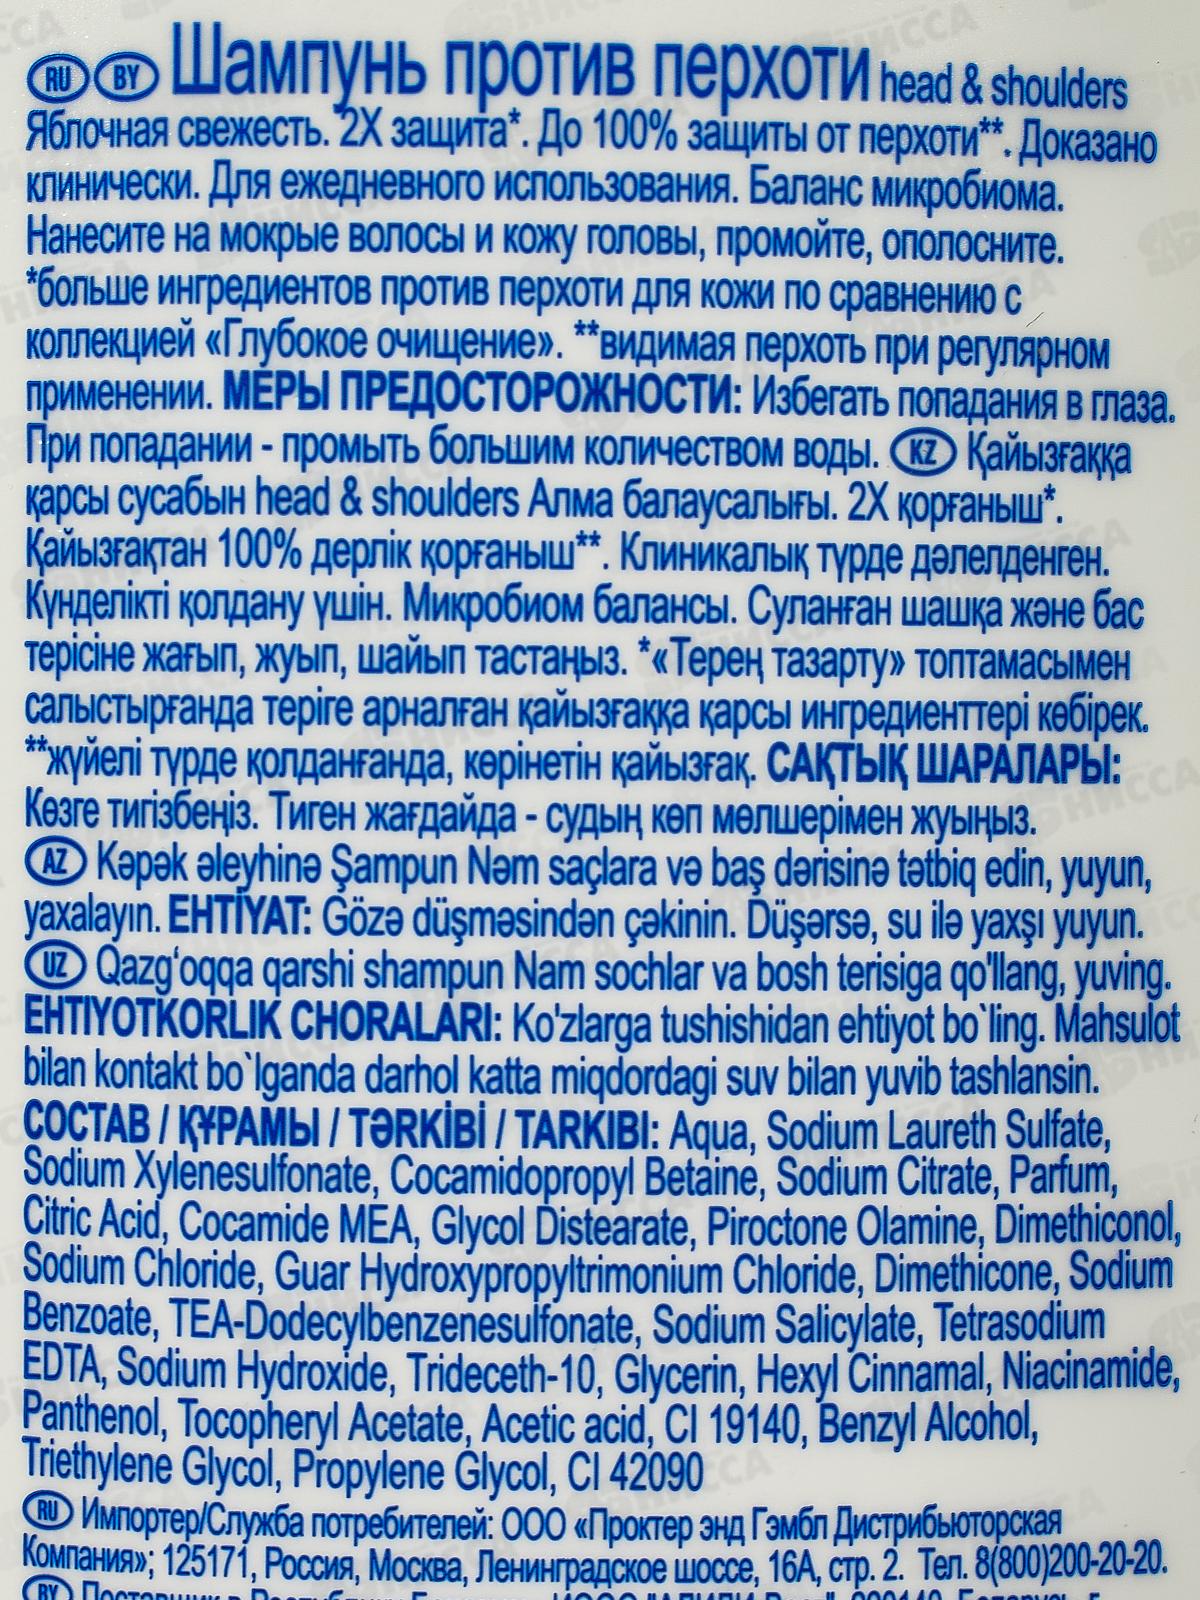 RU BY Шампунь против перхоти head & shoulders
Яблочная свежесть. 2X защита*. До 100% защиты от перхоти**. Доказано
клинически. Для ежедневного использования. Баланс микробиома.
Нанесите на мокрые волосы и кожу головы, промойте, ополосните.
*больше ингредиентов против перхоти для кожи по сравнению с
коллекцией «Глубокое очищение». **видимая перхоть при регулярном
применении. МЕРЫ ПРЕДОСТОРОЖНОСТИ: Избегать попадания в глаза.
При попадании - промыть большим количеством воды. KZ Қайызғаққа
қарсы сусабын head & shoulders Алма балаусалығы. 2X қорғаныш*.
Қайызғақтан 100% дерлік қорғаныш**. Клиникалық түрде дәлелденген.
Күнделікті қолдану үшін. Микробиом балансы. Суланған шашқа және бас
терісіне жағып, жуып, шайып тастаңыз. *«Терең тазарту» топтамасымен
салыстырғанда теріге арналған қайызғаққа қарсы ингредиенттері көбірек.
**жүйелі түрде қолданғанда, көрінетін қайызғақ. САҚТЫҚ ШАРАЛАРЫ:
Көзге тигізбеңіз. Тиген жағдайда - судың көп мөлшерімен жуыңыз.
AZ Kəpək əleyhinə Şampun Nəm saçlara və baş dərisinə tətbiq edin, yuyun,
yaxalayın. EHTİYAT: Gözə düşməsindən çəkinin. Düşərsə, su ilə yaxşı yuyun.
UZ Qazg‘oqqa qarshi shampun Nam sochlar va bosh terisiga qo'llang, yuving.
EHTIYOTKORLIK CHORALARI: Ko'zlarga tushishidan ehtiyot bo`ling. Mahsulot
bilan kontakt bo`lganda darhol katta miqdordagi suv bilan yuvib tashlansin.
СОСТАВ / ҚҰРАМЫ / TƏRKİBİ / TARKIBI: Aqua, Sodium Laureth Sulfate,
Sodium Xylenesulfonate, Cocamidopropyl Betaine, Sodium Citrate, Parfum,
Citric Acid, Cocamide MEA, Glycol Distearate, Piroctone Olamine, Dimethiconol,
Sodium Chloride, Guar Hydroxypropyltrimonium Chloride, Dimethicone, Sodium
Benzoate, TEA-Dodecylbenzenesulfonate, Sodium Salicylate, Tetrasodium
EDTA, Sodium Hydroxide, Trideceth-10, Glycerin, Hexyl Cinnamal, Niacinamide,
Panthenol, Tocopheryl Acetate, Acetic acid, CI 19140, Benzyl Alcohol,
Triethylene Glycol, Propylene Glycol, CI 42090
RU Импортер/Служба потребителей: ООО «Проктер энд Гэмбл Дистрибьюторская
Компания»; 125171, Россия, Москва, Ленинградское шоссе, 16А, стр. 2. Тел. 8(800)200-20-20.
BY Поставщик в Республику